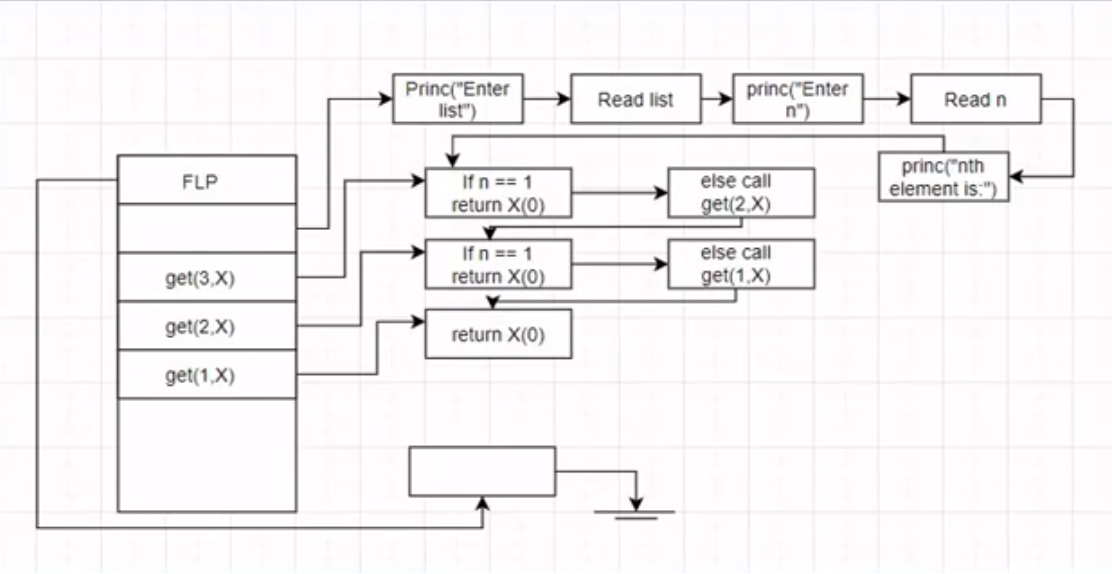 Princ("Enter
list")
Read list
princ("Enter
n")
Read n
princ("nth
element is:")
FLP
If n == 1
return X(0)
else call
get(2,X)
If n == 1
return X(0)
else call
get(1,X)
get(3,X)
get(2,X)
return X(0)
get(1,X)